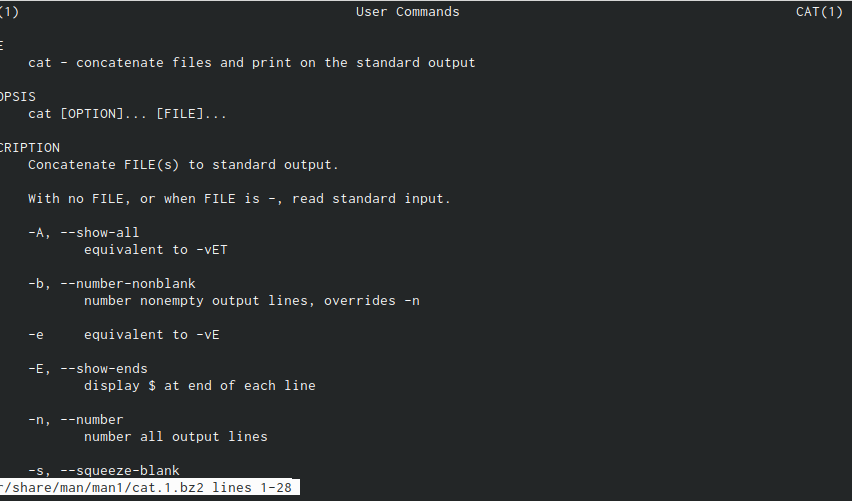 (1) User Commands CAT(1)
E
cat - concatenate files and print on the standard output
OPSIS
cat [OPTION]... [FILE]...
CRIPTION
Concatenate FILE(s) to standard output.
With no FILE, or when FILE is -, read standard input.
-A, --show-all
equivalent to -vET
-b, --number-nonblank
number nonempty output lines, overrides -n
-e equivalent to -vE
-E, --show-ends
display $ at end of each line
-n, --number
number all output lines
-s, --squeeze-blank
r/share/man/man1/cat.1.bz2 lines 1-28